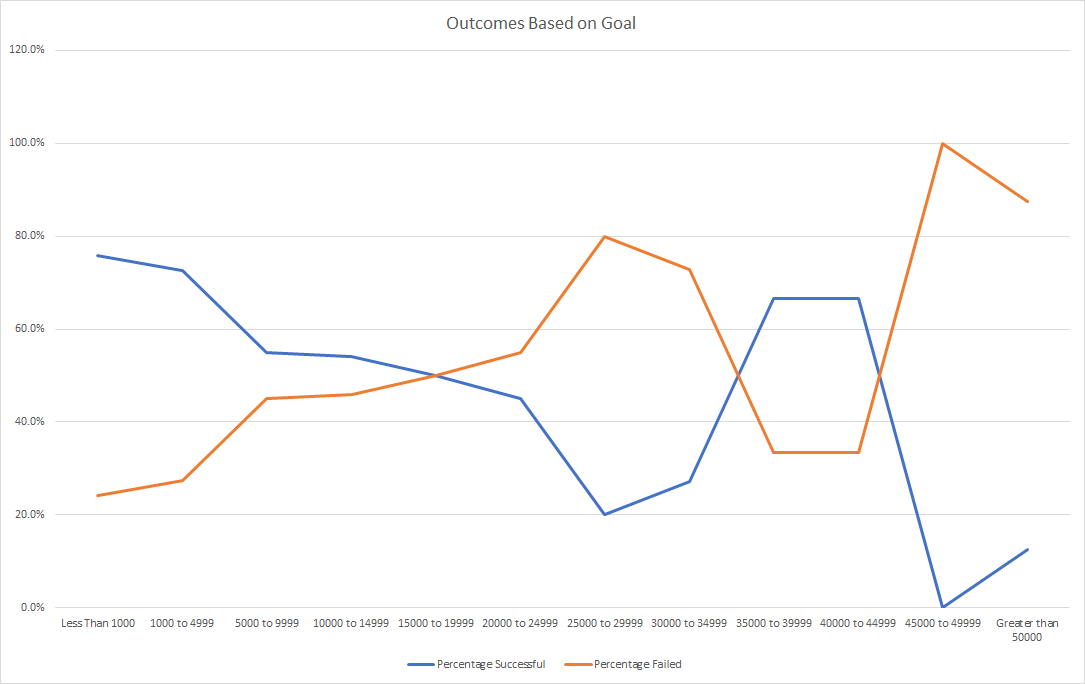 Outcomes Based on Goal
120.0%
100.0%
80.0%
60.0%
40.0%
20.0%
0.0%
Less Than 1000 1000 to 4999 5000 to 9999 10000 to 14999 15000 to 19999 20000 to 24999 25000 to 29999 30000 to 34999 35000 to 39999 40000 to 44999 45000 to 49999 Greater than
50000
Percentage Successful Percentage Failed